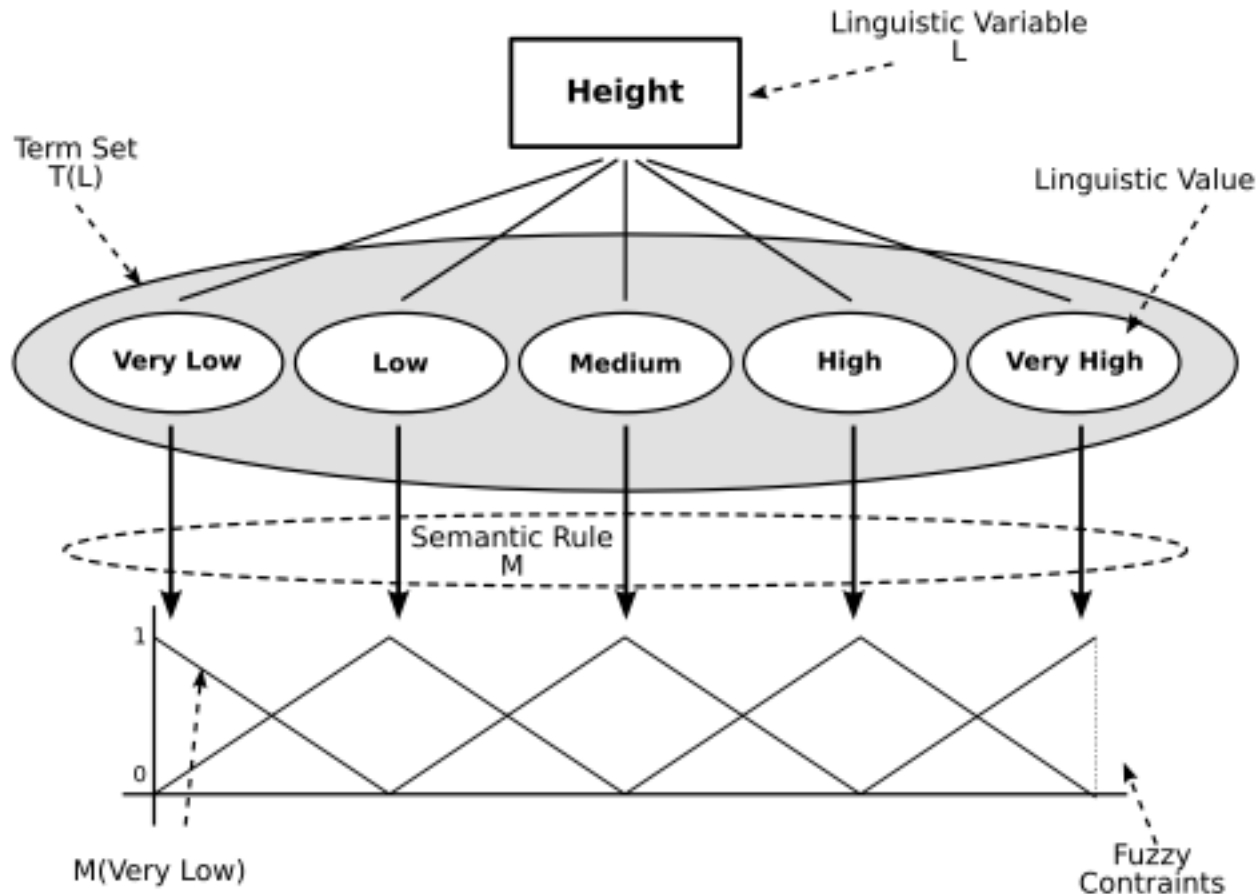 Linguistic Variable
L
Height
Term Set
T(L)
Linguistic Value
Very Low
Low
Medium
High
Very High
Semantic Rule
M
1
0
M(Very Low)
Fuzzy
Contraints